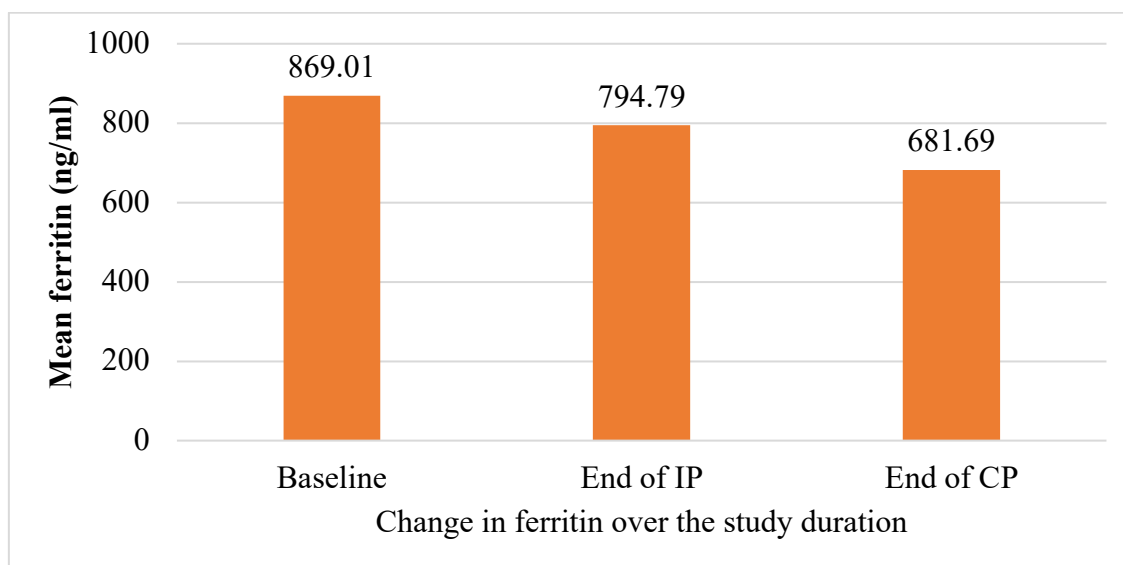 1000
869.01
794.79
800
681.69
600
400
200
0
Mean ferritin (ng/ml)
Baseline
End of IP
End of CP
Change in ferritin over the study duration